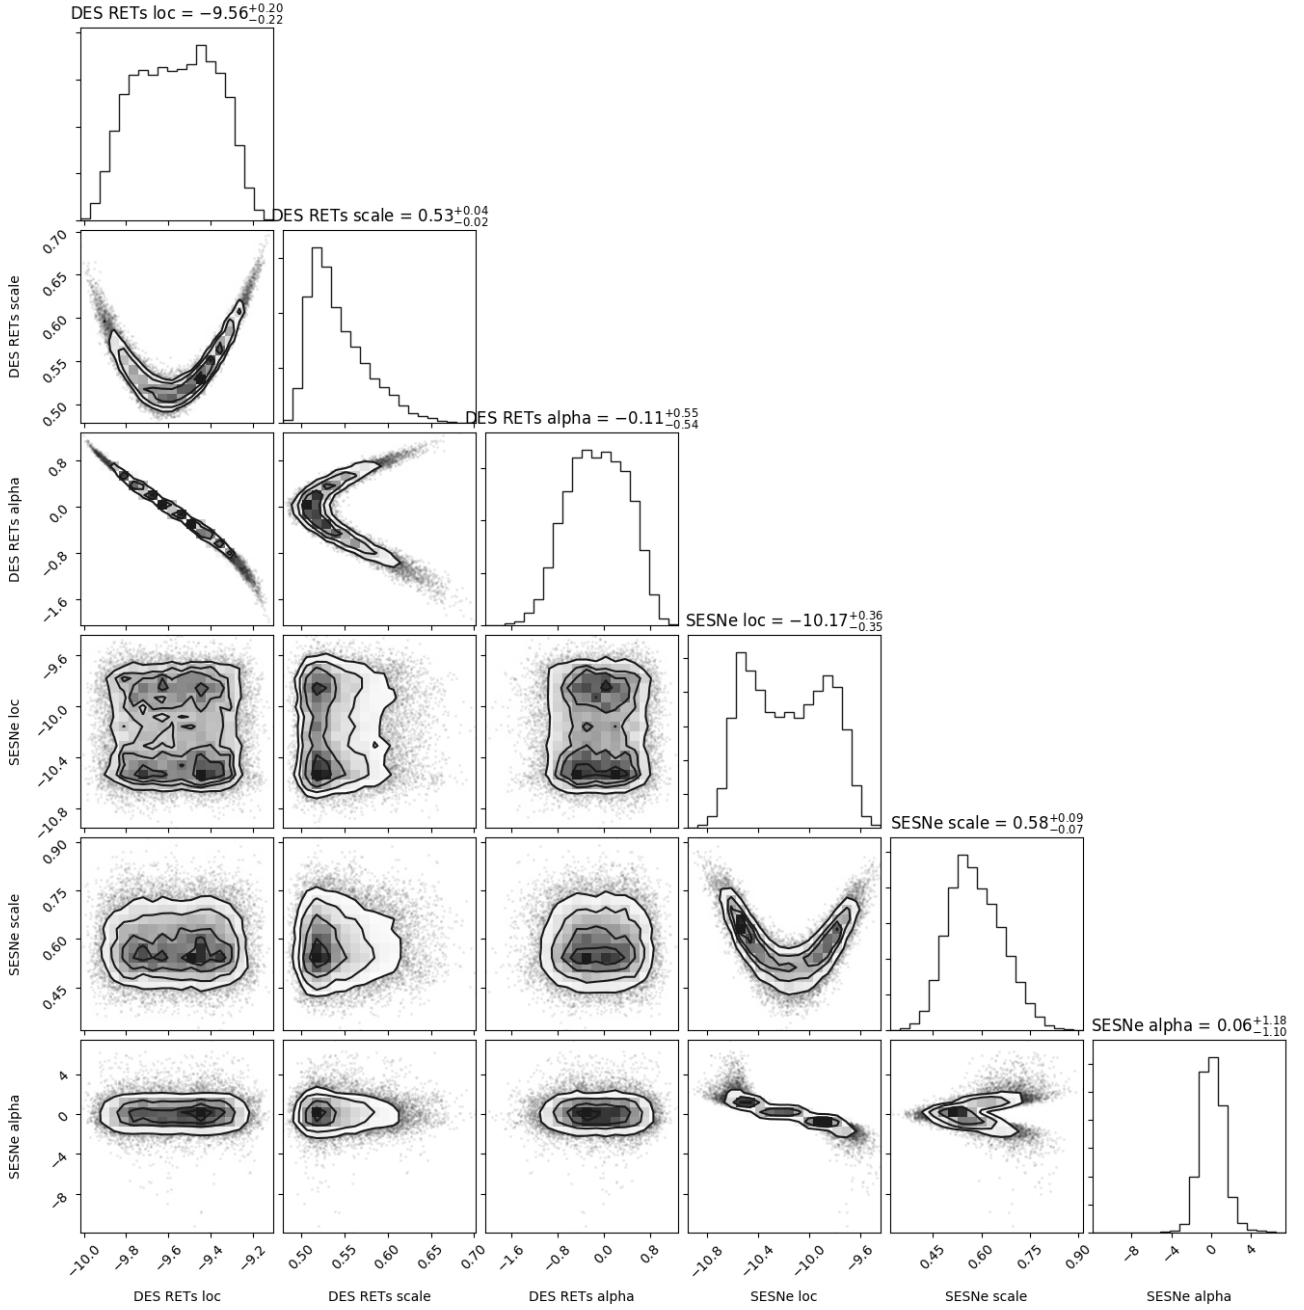 DES RETs loc = −9.56+0.20 −0.22
DES RETs scale = 0.53+0.04 −0.02
0.70
0.65
0.60
0.55
0.50
DES RETs scale
DES RETs alpha = −0.11+0.55 −0.54
0.8
0.0
−0.8
−1.6
DES RETs alpha
SESNe loc = −10.17+0.36 −0.35
−9.6
−10.0
−10.4
−10.8
SESNe loc
SESNe scale = 0.58+0.09 −0.07
0.90
0.75
0.60
0.45
SESNe scale
SESNe alpha = 0.06+1.18 −1.10
4
0
−4
−8
SESNe alpha
−10.0 −9.8 −9.6 −9.4 −9.2 0.50 0.55 0.60 0.65 0.70 −1.6 −0.8 0.0 0.8 −10.8 −10.4 −10.0 −9.6 0.45 0.60 0.75 0.90 −8 −4 0 4
DES RETs loc DES RETs scale DES RETs alpha SESNe loc SESNe scale SESNe alpha